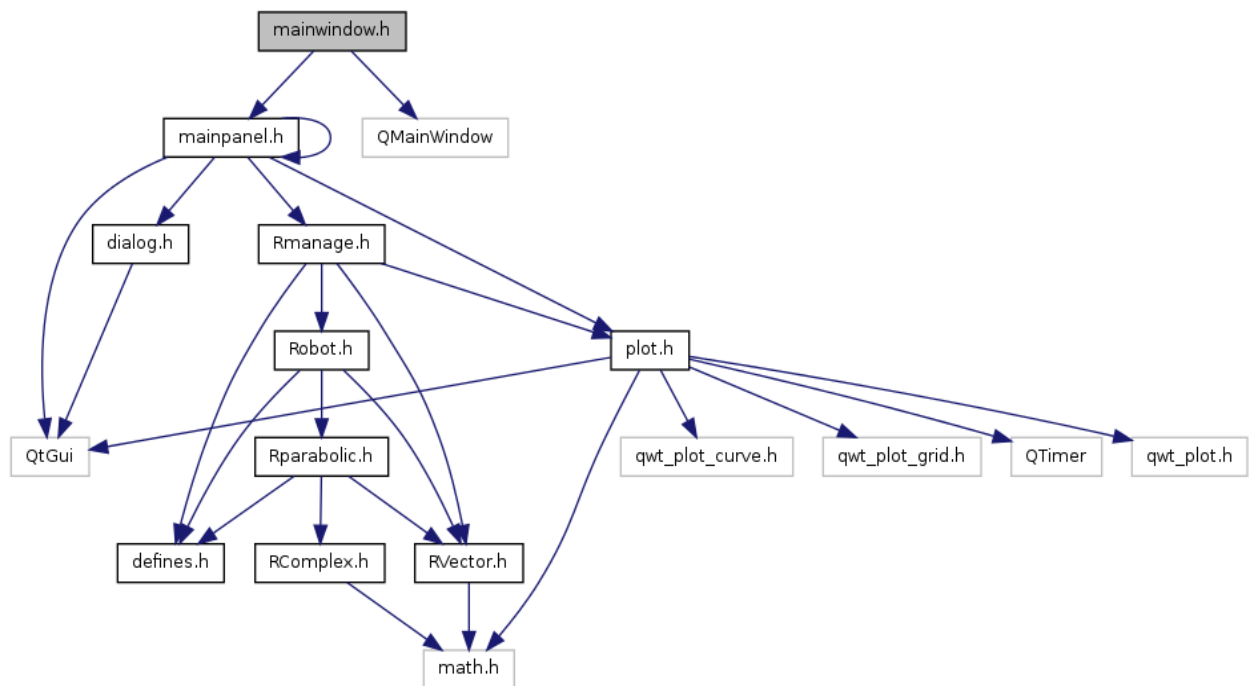 mainwindow.h
mainpanel.h
QMainWindow
dialog.h
Rmanage.h
Robot.h
plot.h
QtGui
Rparabolic.h
qwt_plot_curve.h
qwt_plot_grid.h
QTimer
qwt_plot.h
defines.h
RComplex.h
RVector.h
math.h